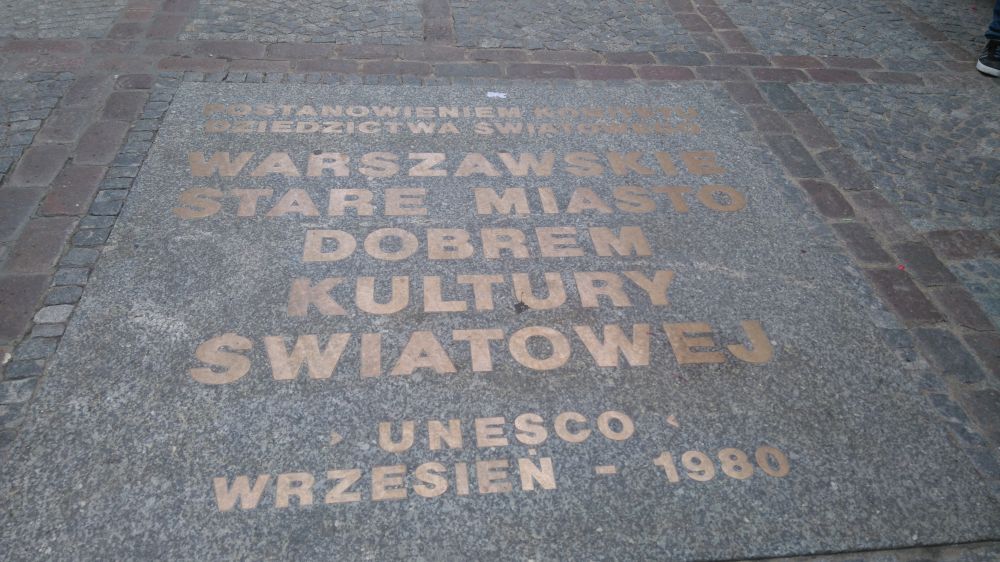 POSTANOWIENIEM KOMITETU
DZIEDZICTWA ŚWIATOWEGO
WARSZAWSKIE
STARE MIASTO
DOBREM
KULTURY
ŚWIATOWEJ
> UNESCO <
WRZESIEŃ - 1980